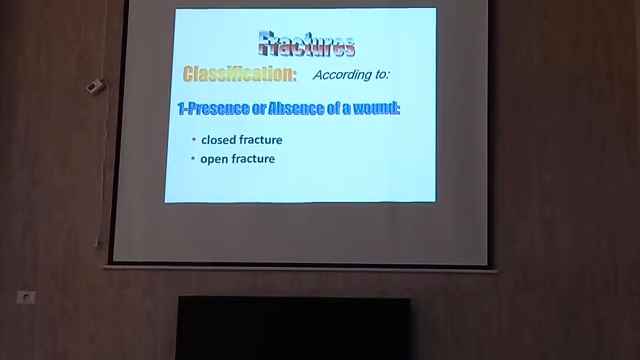 Fractures
Classification: According to:
1-Presence or Absence of a wound:
• closed fracture
• open fracture